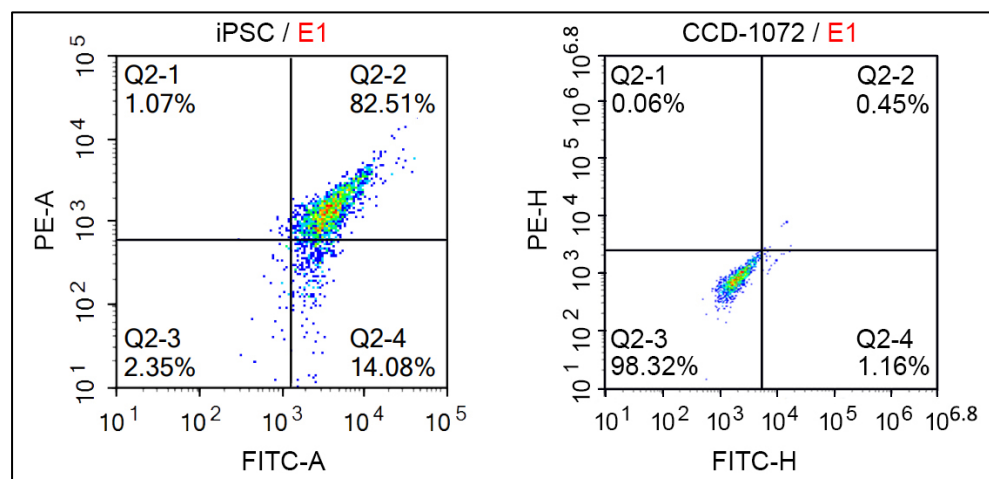 iPSC / E1
PE-A
10^5
10^4
10^3
10^2
10^1
Q2-1
1.07%
Q2-2
82.51%
Q2-3
2.35%
Q2-4
14.08%
10^1 10^2 10^3 10^4 10^5
FITC-A
CCD-1072 / E1
PE-H
10^6.8
10^6
10^5
10^4
10^3
10^2
10^1
Q2-1
0.06%
Q2-2
0.45%
Q2-3
98.32%
Q2-4
1.16%
10^1 10^2 10^3 10^4 10^5 10^6 10^6.8
FITC-H